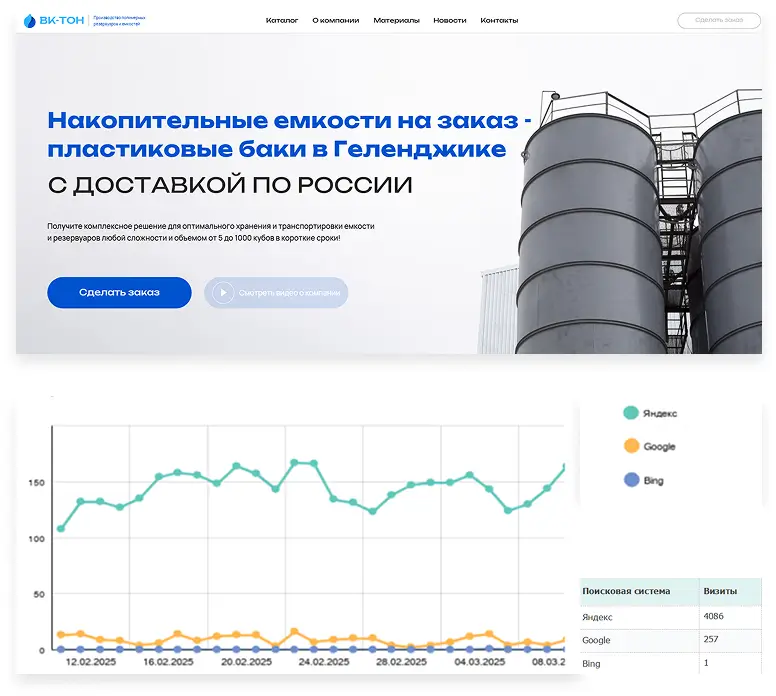 ВК-ТОН
Производство полимерных
резервуаров и емкостей
Каталог О компании Материалы Новости Контакты
Сделать заказ
Накопительные емкости на заказ -
пластиковые баки в Геленджике
С ДОСТАВКОЙ ПО РОССИИ
Получите комплексное решение для оптимального хранения и транспортировки емкости
и резервуаров любой сложности и объемом от 5 до 1000 кубов в короткие сроки!
Сделать заказ
Смотреть видео о компании
150
100
50
0
12.02.2025 16.02.2025 20.02.2025 24.02.2025 28.02.2025 04.03.2025 08.03.2
Яндекс
Google
Bing
Поисковая система Визиты
Яндекс 4086
Google 257
Bing 1